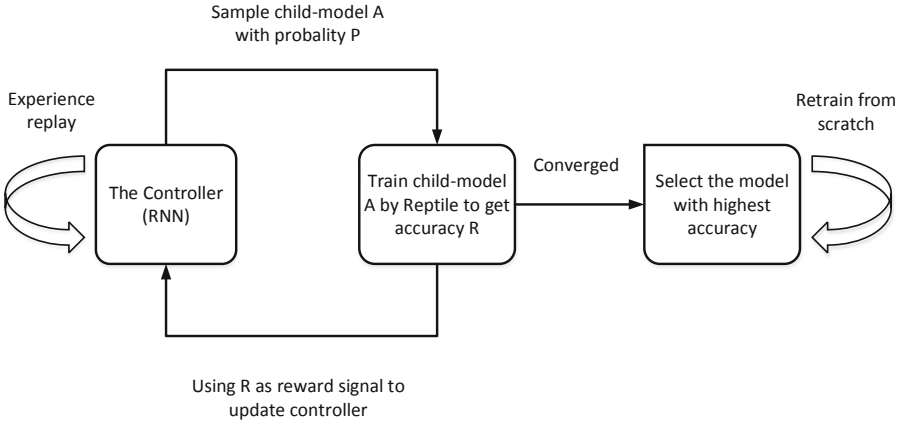 Sample child-model A
with probality P
Experience
replay
The Controller
(RNN)
Train child-model
A by Reptile to get
accuracy R
Converged
Select the model
with highest
accuracy
Retrain from
scratch
Using R as reward signal to
update controller